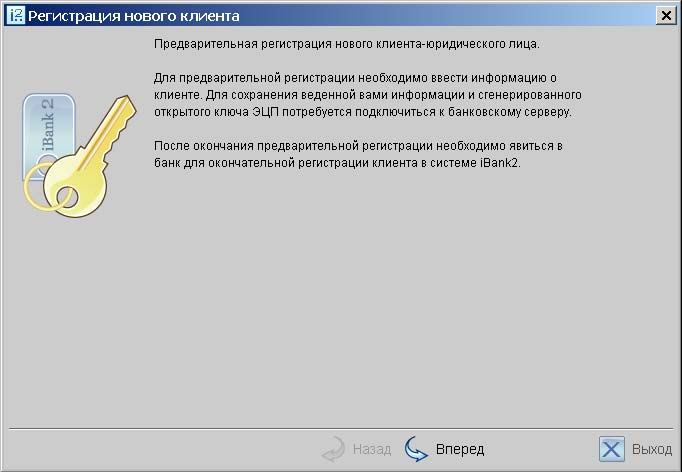 Регистрация нового клиента
Предварительная регистрация нового клиента-юридического лица.
Для предварительной регистрации необходимо ввести информацию о
клиенте. Для сохранения веденной вами информации и сгенерированного
открытого ключа ЭЦП потребуется подключиться к банковскому серверу.
После окончания предварительной регистрации необходимо явиться в
банк для окончательной регистрации клиента в системе iBank2.
iBank 2
Назад
Вперед
Выход